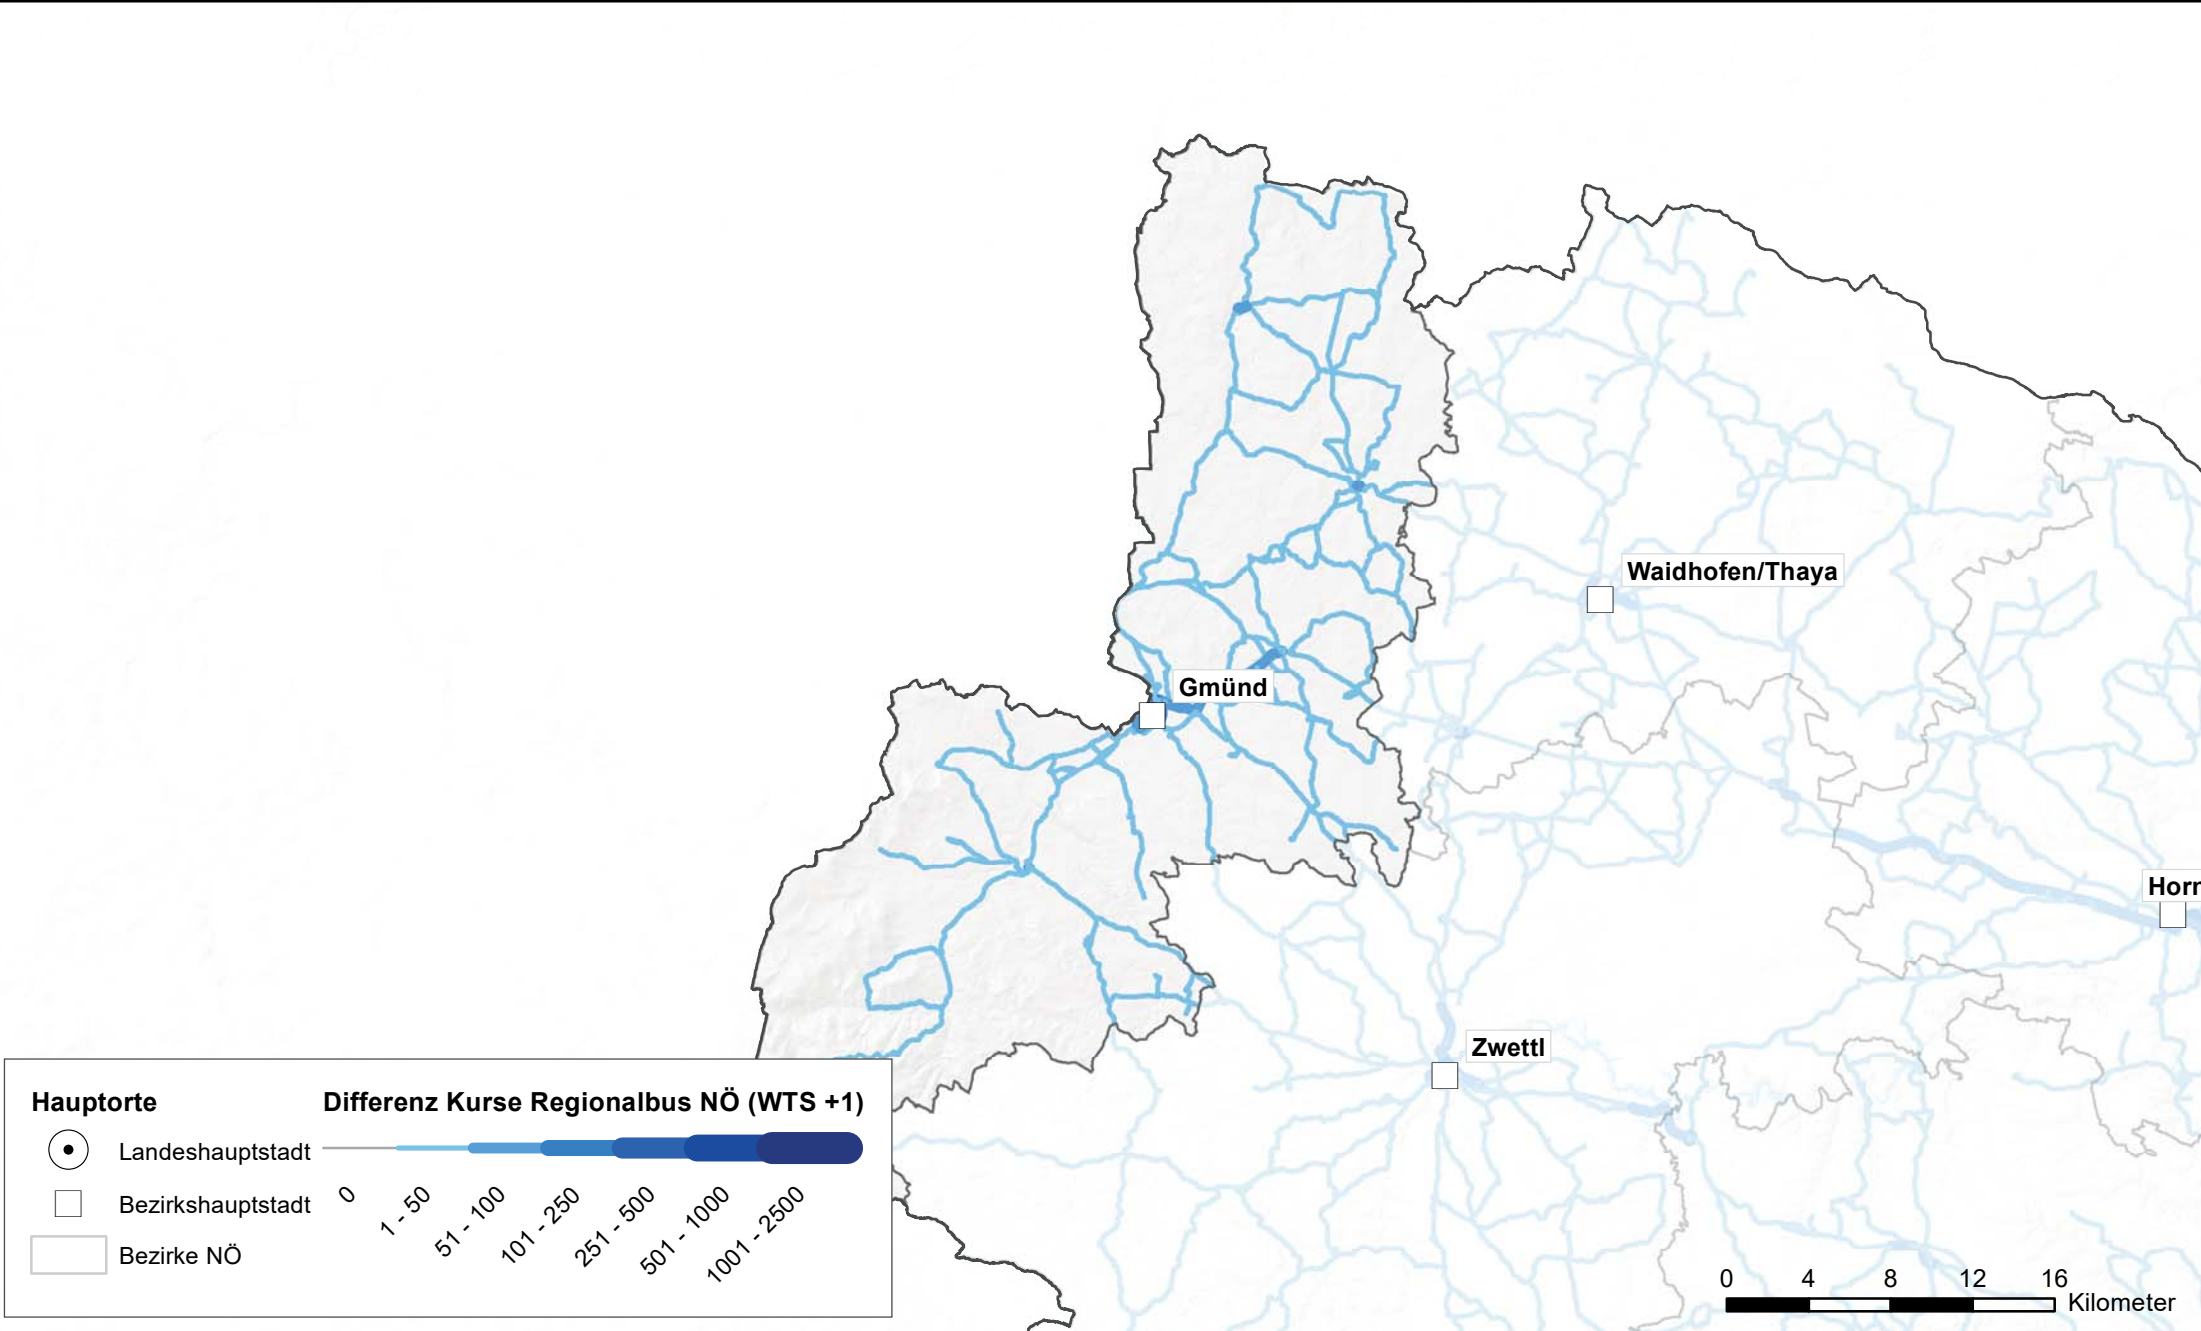 Waidhofen/Thaya
Gmünd
Horn
Zwettl
Hauptorte
Landeshauptstadt
Bezirkshauptstadt
Bezirke NÖ
Differenz Kurse Regionalbus NÖ (WTS +1)
0
1 - 50
51 - 100
101 - 250
251 - 500
501 - 1000
1001 - 2500
0 4 8 12 16
Kilometer